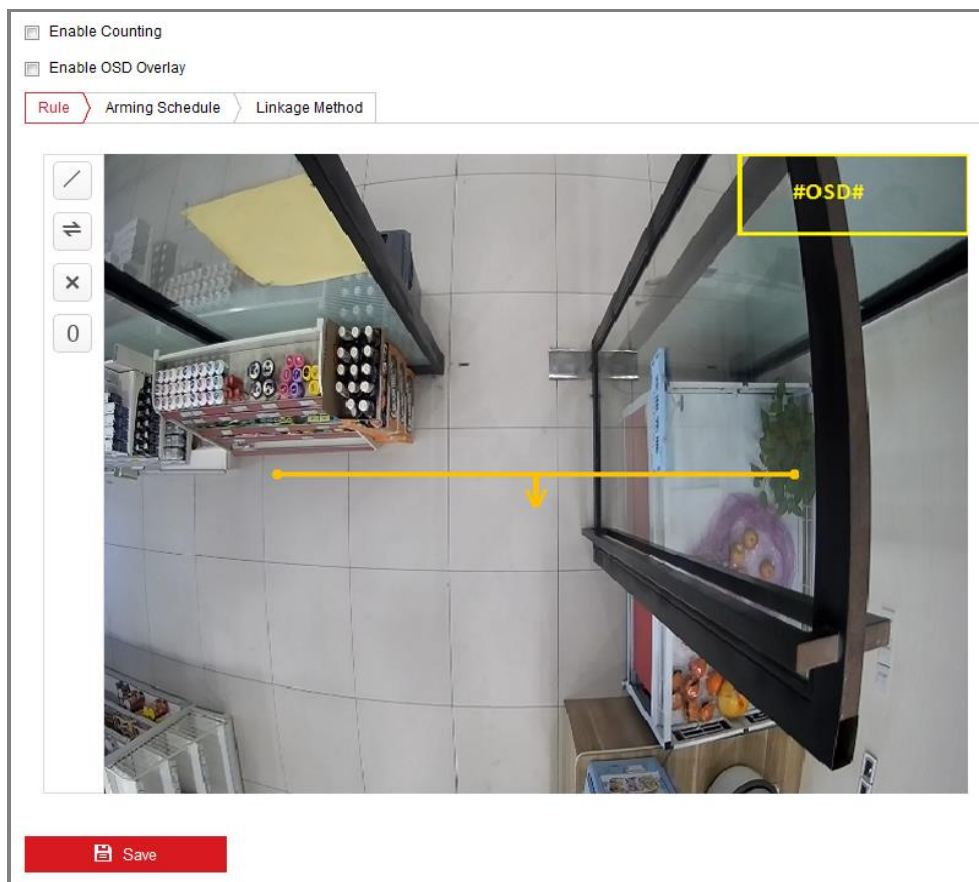 Enable Counting
Enable OSD Overlay
Rule Arming Schedule Linkage Method
#OSD#
0
Save